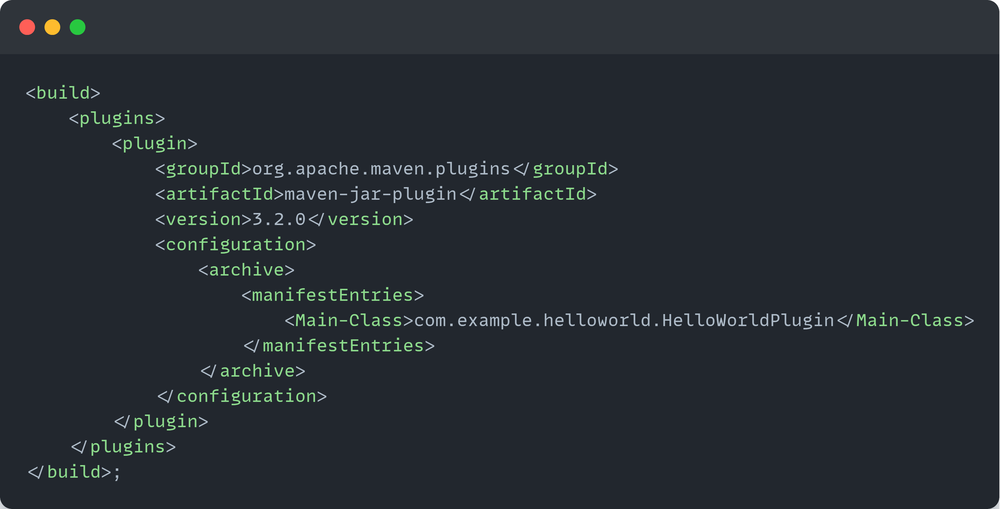 <build>
    <plugins>
        <plugin>
            <groupId>org.apache.maven.plugins</groupId>
            <artifactId>maven-jar-plugin</artifactId>
            <version>3.2.0</version>
            <configuration>
                <archive>
                    <manifestEntries>
                        <Main-Class>com.example.helloworld.HelloWorldPlugin</Main-Class>
                    </manifestEntries>
                </archive>
            </configuration>
        </plugin>
    </plugins>
</build>;